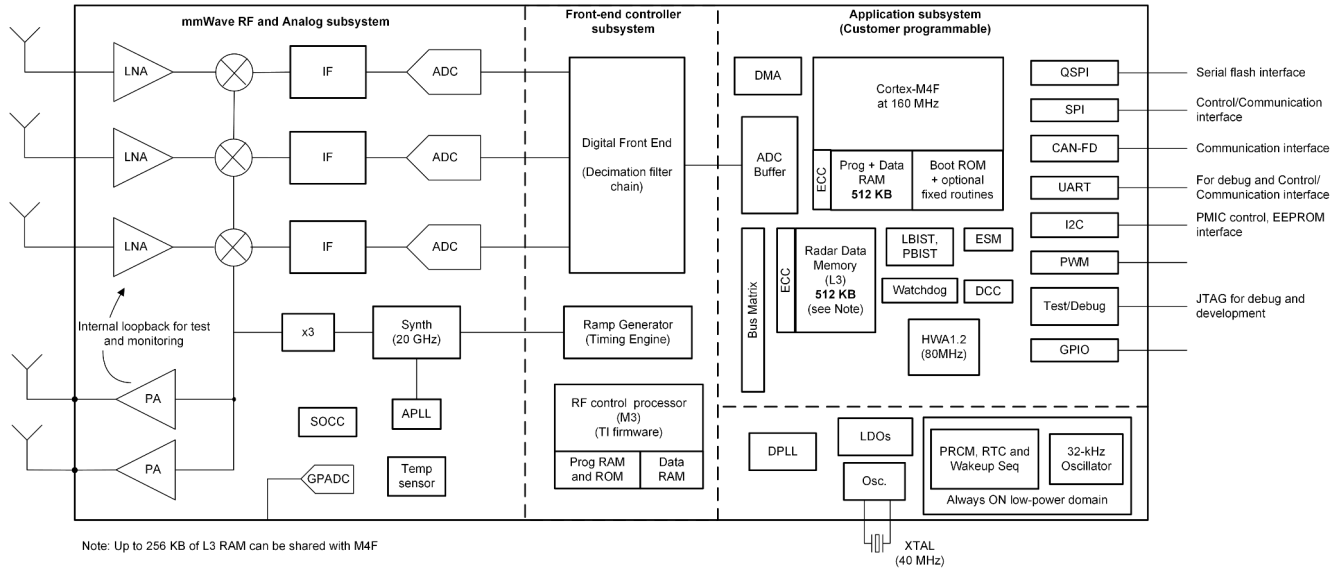 mmWave RF and Analog subsystem
Front-end controller
subsystem
Application subsystem
(Customer programmable)
LNA
IF
ADC
LNA
IF
ADC
LNA
IF
ADC
Digital Front End
(Decimation filter
chain)
DMA
Cortex-M4F
at 160 MHz
ADC
Buffer
ECC
Prog + Data
RAM
512 KB
Boot ROM
+ optional
fixed routines
Bus Matrix
ECC
Radar Data
Memory
(L3)
512 KB
(see Note)
LBIST,
PBIST
ESM
Watchdog
DCC
HWA1.2
(80MHz)
QSPI
Serial flash interface
SPI
Control/Communication
interface
CAN-FD
Communication interface
UART
For debug and Control/
Communication interface
I2C
PMIC control, EEPROM
interface
PWM
Test/Debug
JTAG for debug and
development
GPIO
Internal loopback for test
and monitoring
x3
Synth
(20 GHz)
Ramp Generator
(Timing Engine)
PA
PA
APLL
SOCC
GPADC
Temp
sensor
RF control processor
(M3)
(TI firmware)
Prog RAM
and ROM
Data
RAM
DPLL
LDOs
Osc.
PRCM, RTC and
Wakeup Seq
32-kHz
Oscillator
Always ON low-power domain
XTAL
(40 MHz)
Note: Up to 256 KB of L3 RAM can be shared with M4F